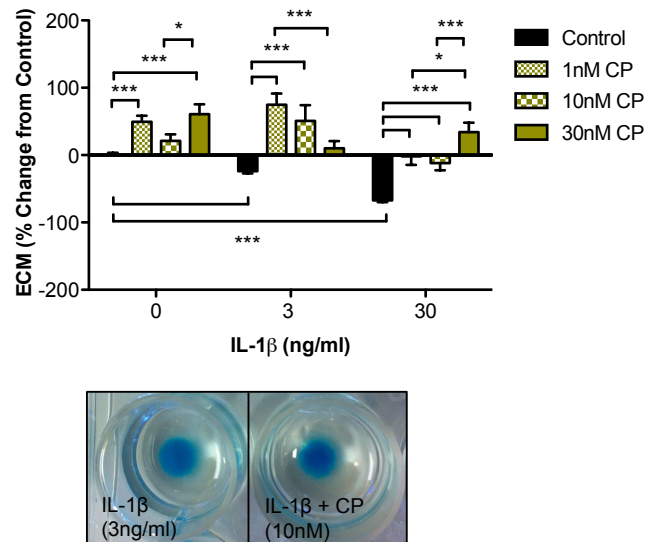 200
100
0
-100
-200
ECM (% Change from Control)
***
***
*
***
***
***
***
***
*
***
***
0
3
30
IL-1β (ng/ml)
Control
1nM CP
10nM CP
30nM CP
IL-1β
(3ng/ml)
IL-1β + CP
(10nM)